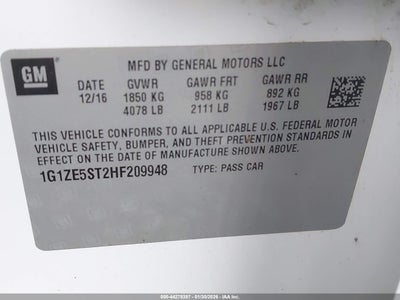 GM
MFD BY GENERAL MOTORS LLC
DATE GVWR GAWR FRT GAWR RR
12/16 1850 KG 958 KG 892 KG
4078 LB 2111 LB 1967 LB
THIS VEHICLE CONFORMS TO ALL APPLICABLE U.S. FEDERAL MOTOR
VEHICLE SAFETY, BUMPER, AND THEFT PREVENTION STANDARDS IN
EFFECT ON THE DATE OF MANUFACTURE SHOWN ABOVE.
1G1ZE5ST2HF209948 TYPE: PASS CAR